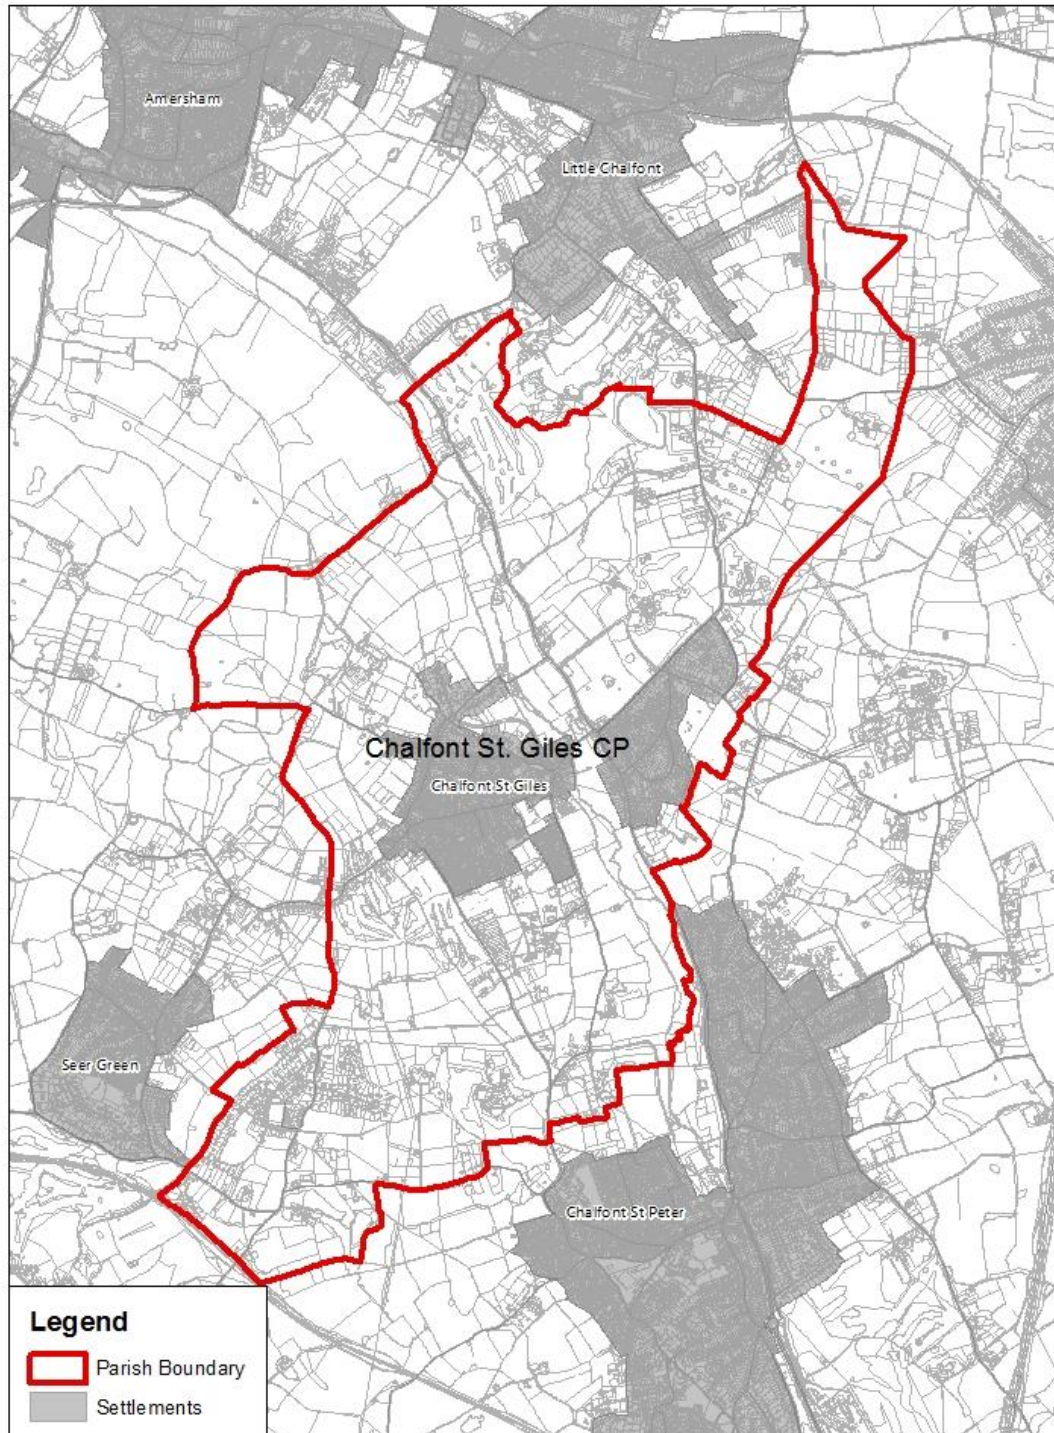 Amersham
Little Chalfont
Chalfont St. Giles CP
Chalfont St Giles
Seer Green
Chalfont St Peter
Legend
Parish Boundary
Settlements